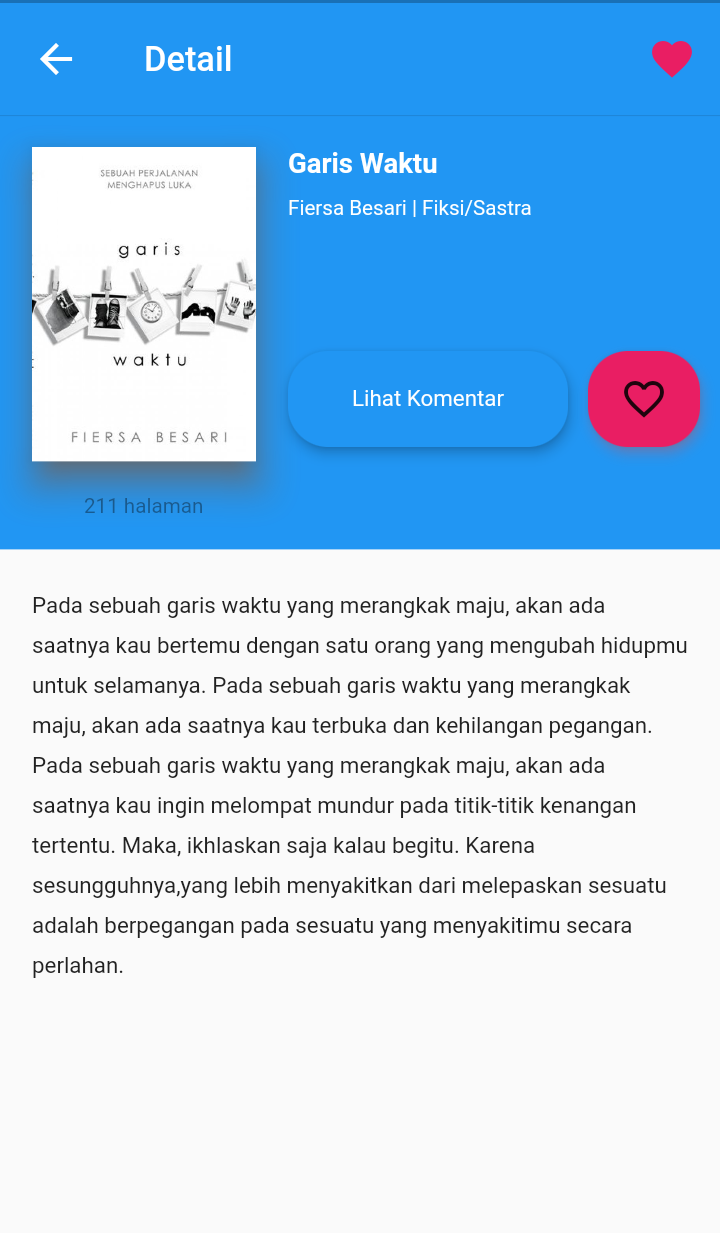 Detail
SEBUAH PERJALANAN
MENGHAPUS LUKA
garis
waktu
FIERSA BESARI
Garis Waktu
Fiersa Besari | Fiksi/Sastra
Lihat Komentar
211 halaman
Pada sebuah garis waktu yang merangkak maju, akan ada
saatnya kau bertemu dengan satu orang yang mengubah hidupmu
untuk selamanya. Pada sebuah garis waktu yang merangkak
maju, akan ada saatnya kau terbuka dan kehilangan pegangan.
Pada sebuah garis waktu yang merangkak maju, akan ada
saatnya kau ingin melompat mundur pada titik-titik kenangan
tertentu. Maka, ikhlaskan saja kalau begitu. Karena
sesungguhnya,yang lebih menyakitkan dari melepaskan sesuatu
adalah berpegangan pada sesuatu yang menyakitimu secara
perlahan.